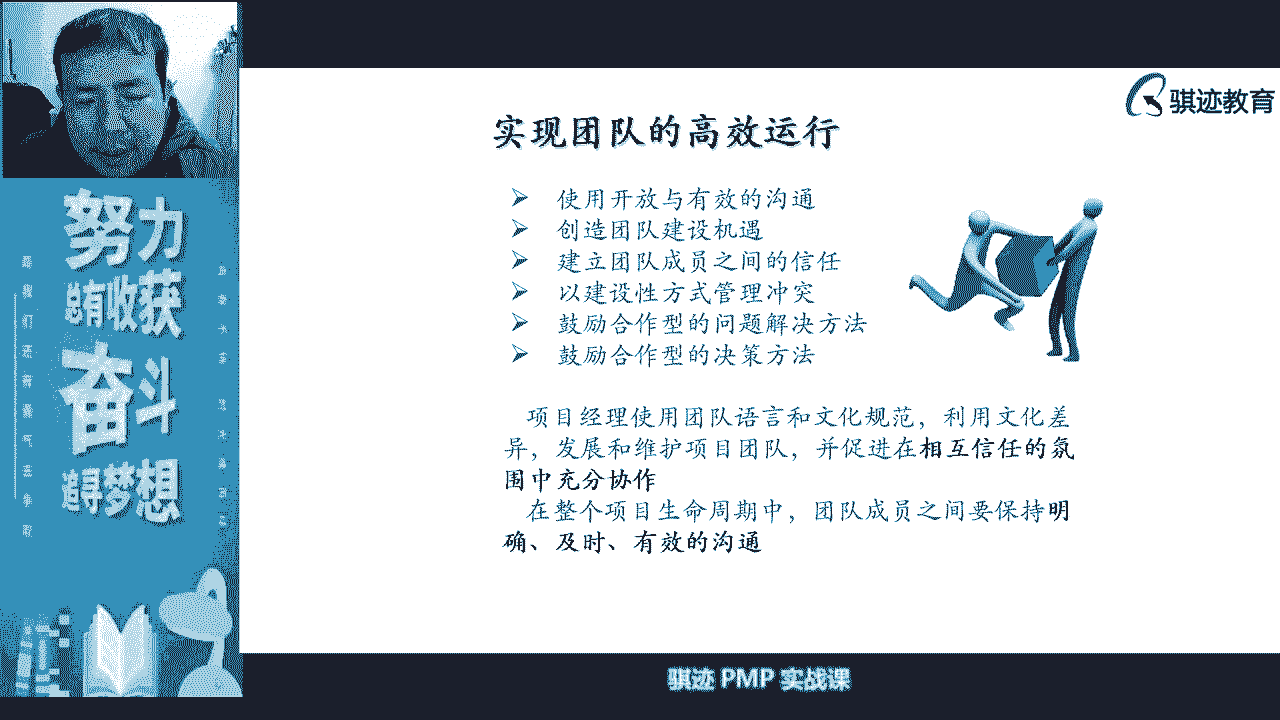 骐迹教育
实现团队的高效运行
使用开放与有效的沟通
创造团队建设机遇
建立团队成员之间的信任
以建设性方式管理冲突
鼓励合作型的问题解决方法
鼓励合作型的决策方法
项目经理使用团队语言和文化规范，利用文化差
异，发展和维护项目团队，并促进在相互信任的氛
围中充分协作
在整个项目生命周期中，团队成员之间要保持明
确、及时、有效的沟通
努力
总有收获
奋斗
追寻梦想
骐迹 PMP 实战课